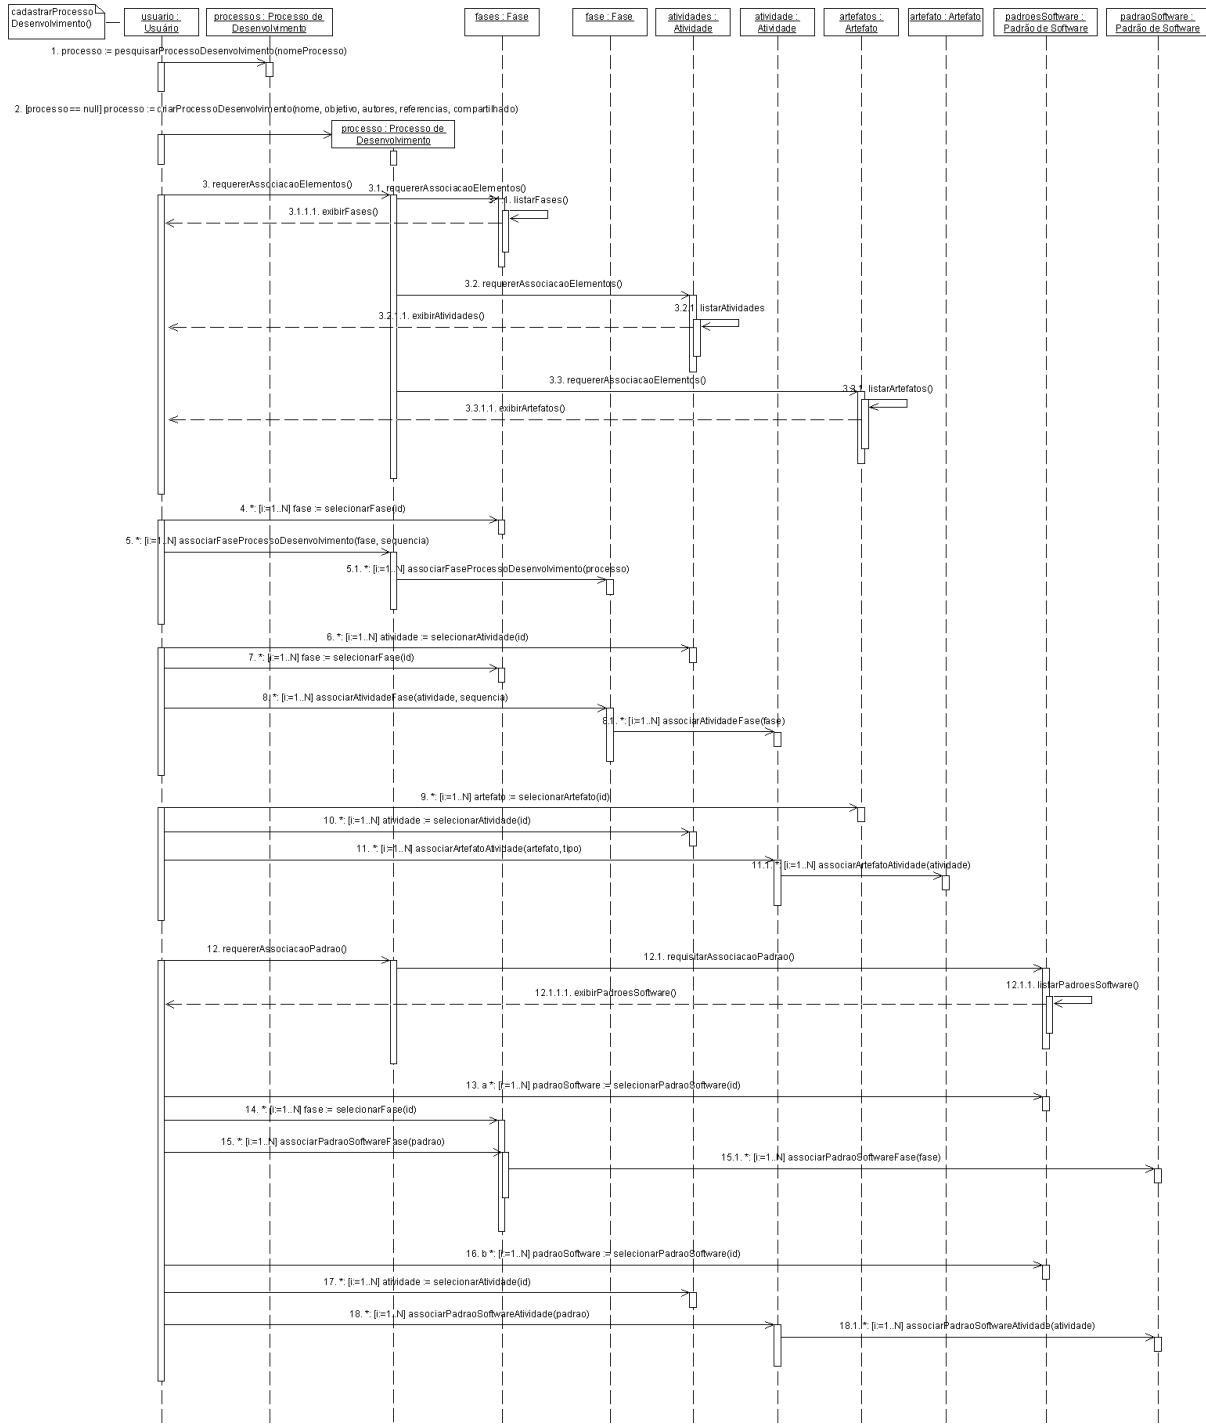 cadastrarProcesso
Desenvolvimento()
usuario :
Usuário
processos : Processo de
Desenvolvimento
fases : Fase
fase : Fase
atividades :
Atividade
atividade :
Atividade
artefatos :
Artefato
artefato : Artefato
padroesSoftware :
Padrão de Software
padraoSoftware :
Padrão de Software
1. processo := pesquisarProcessoDesenvolvimento(nomeProcesso)
2. [processo == null] processo := criarProcessoDesenvolvimento(nome, objetivo, autores, referencias, compartilhado)
processo : Processo de
Desenvolvimento
3. requererAssociacaoElementos()
3.1. requererAssociacaoElementos()
3.1.1. listarFases()
3.1.1.1. exibirFases()
3.2. requererAssociacaoElementos()
3.2.1. listarAtividades
3.2.1.1. exibirAtividades()
3.3. requererAssociacaoElementos()
3.3.1. listarArtefatos()
3.3.1.1. exibirArtefatos()
4. *: [i:=1..N] fase := selecionarFase(id)
5. *: [i:=1..N] associarFaseProcessoDesenvolvimento(fase, sequencia)
5.1. *: [i:=1..N] associarFaseProcessoDesenvolvimento(processo)
6. *: [i:=1..N] atividade := selecionarAtividade(id)
7. *: [i:=1..N] fase := selecionarFase(id)
8. *: [i:=1..N] associarAtividadeFase(atividade, sequencia)
8.1. *: [i:=1..N] associarAtividadeFase(fase)
9. *: [i:=1..N] artefato := selecionarArtefato(id)
10. *: [i:=1..N] atividade := selecionarAtividade(id)
11. *: [i:=1..N] associarArtefatoAtividade(artefato, tipo)
11.1. *: [i:=1..N] associarArtefatoAtividade(atividade)
12. requererAssociacaoPadrao()
12.1. requisitarAssociacaoPadrao()
12.1.1. listarPadroesSoftware()
12.1.1.1. exibirPadroesSoftware()
13. a *: [i:=1..N] padraoSoftware := selecionarPadraoSoftware(id)
14. *: [i:=1..N] fase := selecionarFase(id)
15. *: [i:=1..N] associarPadraoSoftwareFase(padrao)
15.1. *: [i:=1..N] associarPadraoSoftwareFase(fase)
16. b *: [i:=1..N] padraoSoftware := selecionarPadraoSoftware(id)
17. *: [i:=1..N] atividade := selecionarAtividade(id)
18. *: [i:=1..N] associarPadraoSoftwareAtividade(padrao)
18.1. *: [i:=1..N] associarPadraoSoftwareAtividade(atividade)